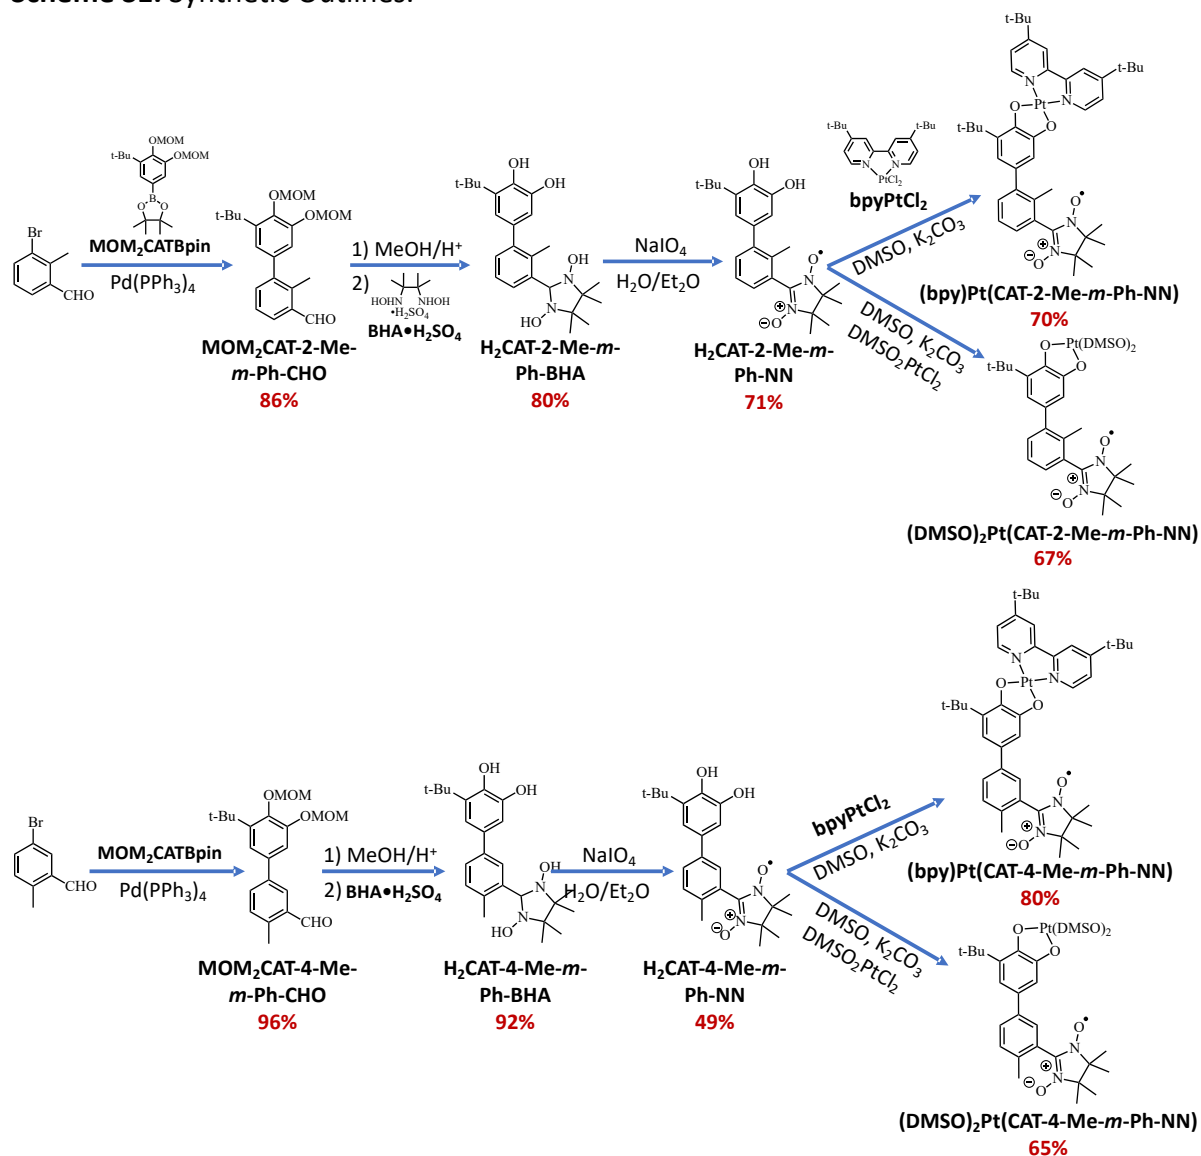 Scheme S2. Synthetic Outlines.
t-Bu
t-Bu
N
N
Pt
O
O
t-Bu
O•
N
N
⊕
⊖O
(bpy)Pt(CAT-2-Me-m-Ph-NN)
70%
OMOM
t-Bu
OMOM
B
O
O
MOM₂CATBpin
Pd(PPh₃)₄
Br
CHO
OMOM
t-Bu
OMOM
CHO
MOM₂CAT-2-Me-
m-Ph-CHO
86%
1) MeOH/H⁺
2)
HOHN
NHOH
•H₂SO₄
BHA•H₂SO₄
OH
t-Bu
OH
OH
N
N
HO
H₂CAT-2-Me-m-
Ph-BHA
80%
NaIO₄
H₂O/Et₂O
OH
t-Bu
OH
O•
N
N
⊕
⊖O
H₂CAT-2-Me-m-
Ph-NN
71%
t-Bu
t-Bu
N
N
PtCl₂
bpyPtCl₂
DMSO, K₂CO₃
DMSO, K₂CO₃
DMSO₂PtCl₂
O
Pt(DMSO)₂
t-Bu
O
O•
N
N
⊕
⊖O
(DMSO)₂Pt(CAT-2-Me-m-Ph-NN)
67%
Br
CHO
MOM₂CATBpin
Pd(PPh₃)₄
OMOM
t-Bu
OMOM
CHO
MOM₂CAT-4-Me-
m-Ph-CHO
96%
1) MeOH/H⁺
2) BHA•H₂SO₄
OH
t-Bu
OH
OH
N
N
HO
H₂CAT-4-Me-m-
Ph-BHA
92%
NaIO₄
H₂O/Et₂O
OH
t-Bu
OH
O•
N
N
⊕
⊖O
H₂CAT-4-Me-m-
Ph-NN
49%
bpyPtCl₂
DMSO, K₂CO₃
DMSO, K₂CO₃
DMSO₂PtCl₂
t-Bu
t-Bu
N
N
O
Pt
O
t-Bu
O•
N
N
⊕
⊖O
(bpy)Pt(CAT-4-Me-m-Ph-NN)
80%
O
Pt(DMSO)₂
t-Bu
O
O•
N
N
⊕
⊖O
(DMSO)₂Pt(CAT-4-Me-m-Ph-NN)
65%